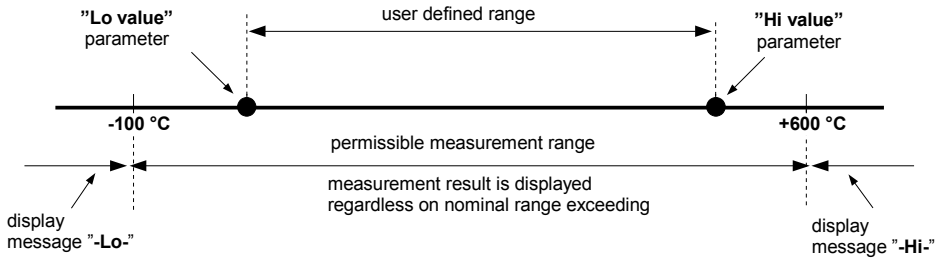 ”Lo value”
parameter
user defined range
”Hi value”
parameter
-100 °C
+600 °C
permissible measurement range
measurement result is displayed
regardless on nominal range exceeding
display
message ”-Lo-”
display
message ”-Hi-”